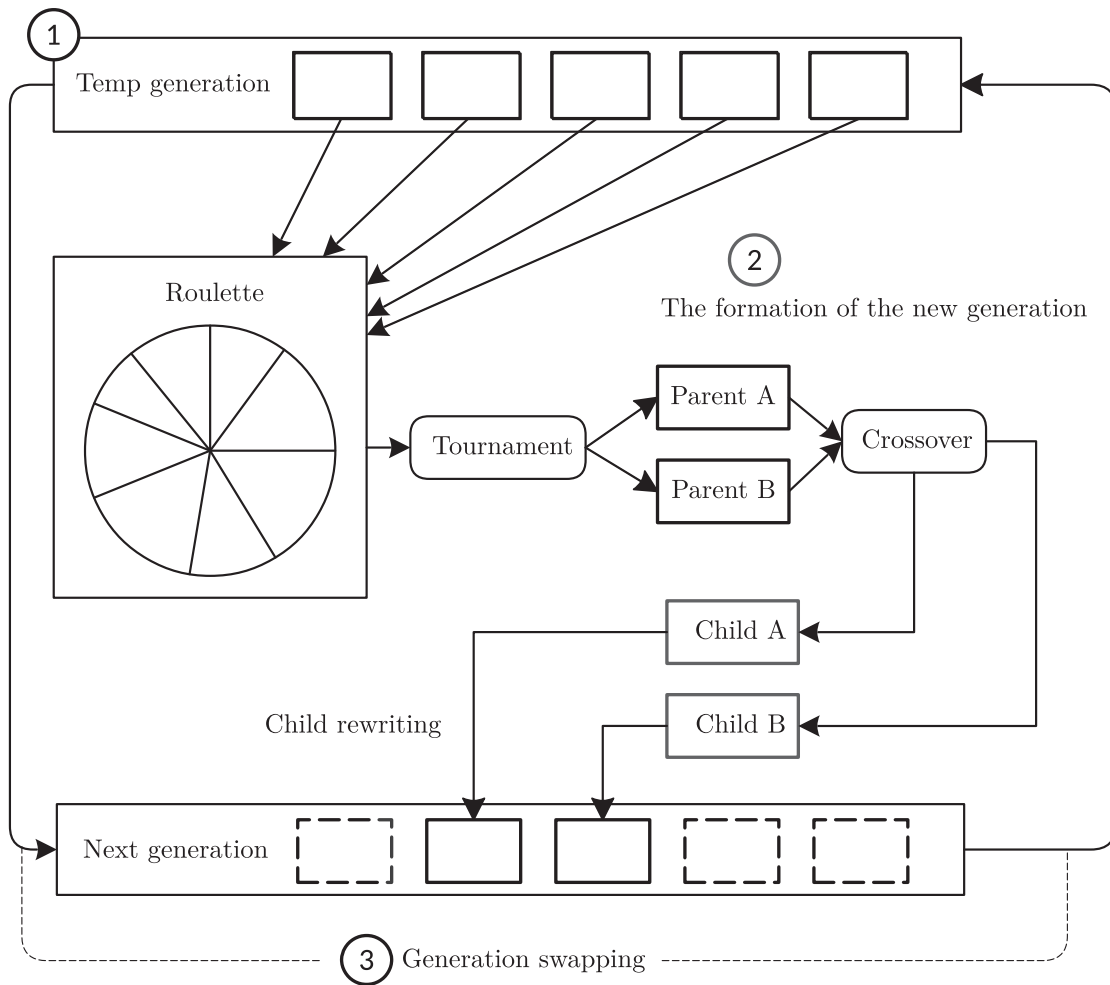 1
Temp generation
2
Roulette
The formation of the new generation
Parent A
Tournament
Crossover
Parent B
Child A
Child rewriting
Child B
Next generation
3 Generation swapping